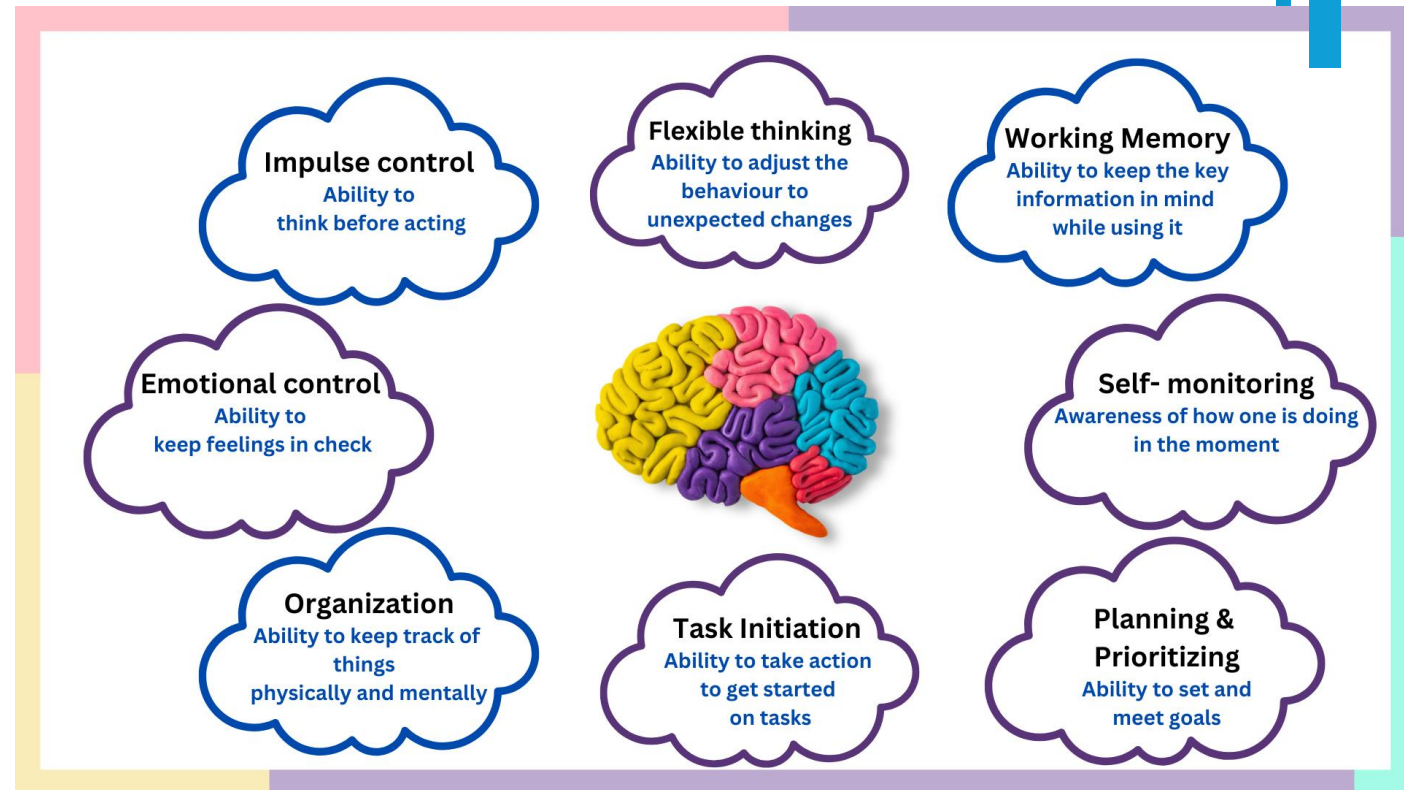 Impulse control
Ability to
think before acting
Flexible thinking
Ability to adjust the
behaviour to
unexpected changes
Working Memory
Ability to keep the key
information in mind
while using it
Emotional control
Ability to
keep feelings in check
Self- monitoring
Awareness of how one is doing
in the moment
Organization
Ability to keep track of
things
physically and mentally
Task Initiation
Ability to take action
to get started
on tasks
Planning &
Prioritizing
Ability to set and
meet goals